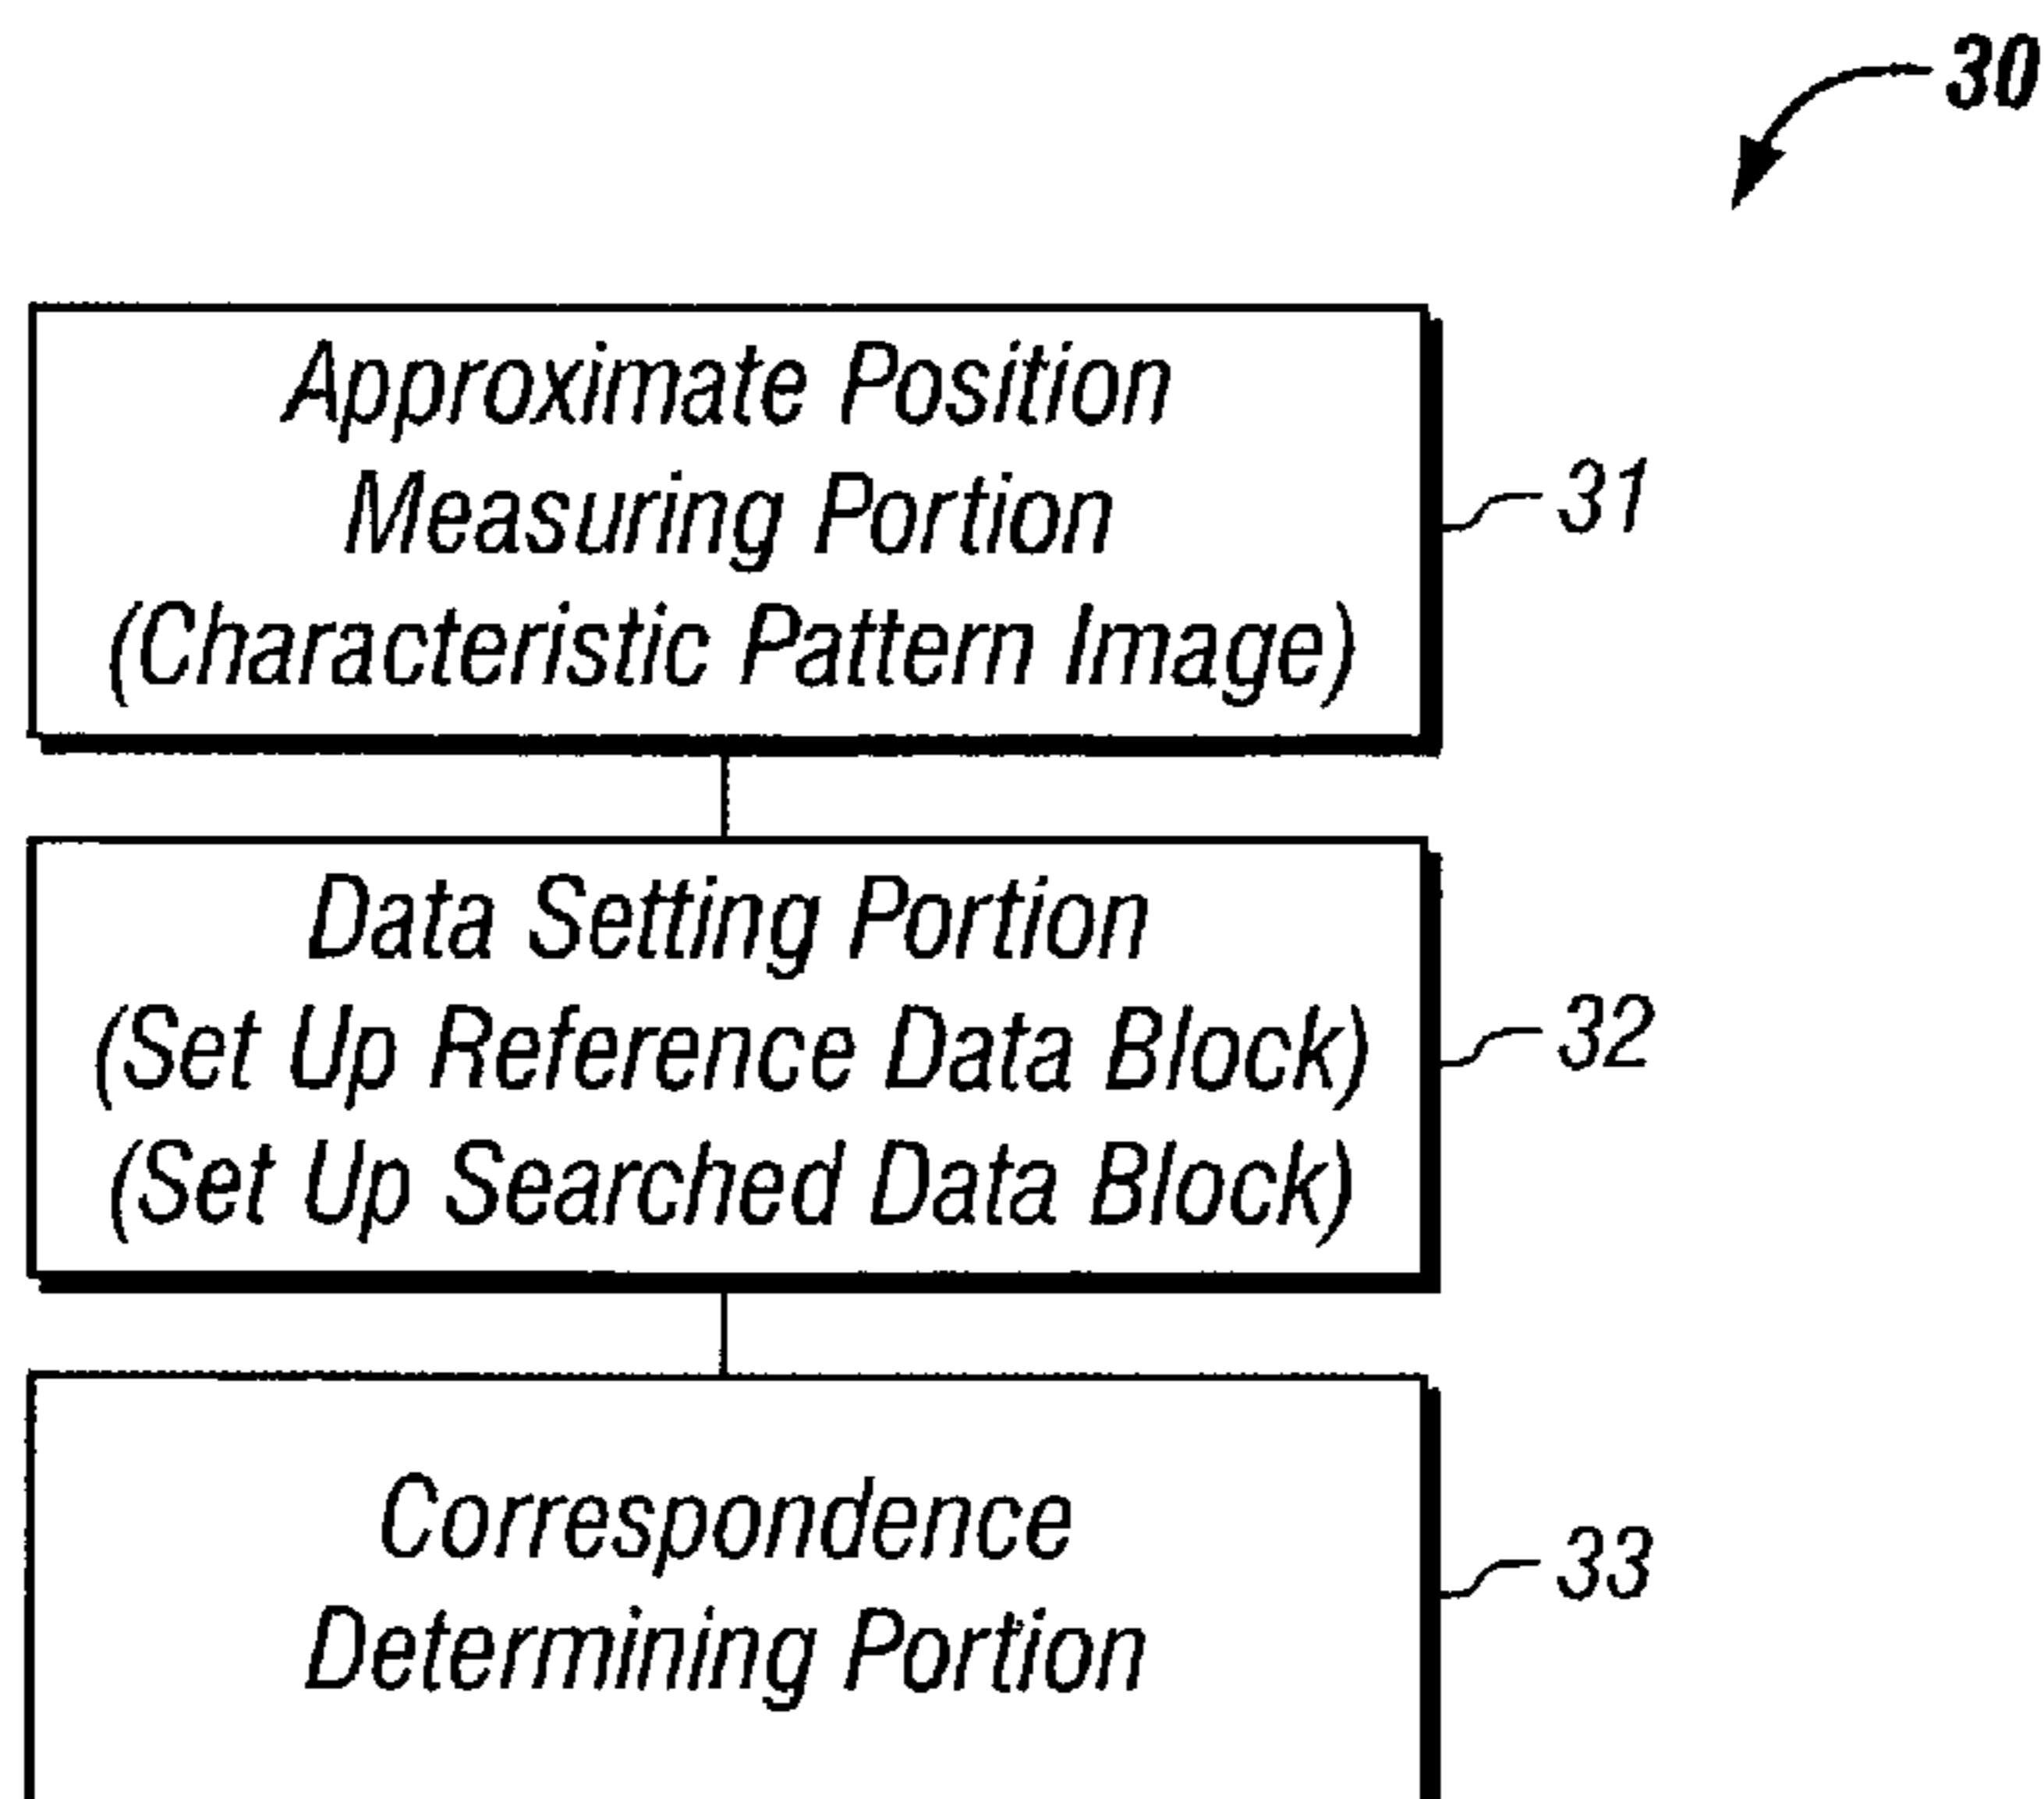 30
Approximate Position
Measuring Portion
(Characteristic Pattern Image)
31
Data Setting Portion
(Set Up Reference Data Block)
(Set Up Searched Data Block)
32
Correspondence
Determining Portion
33